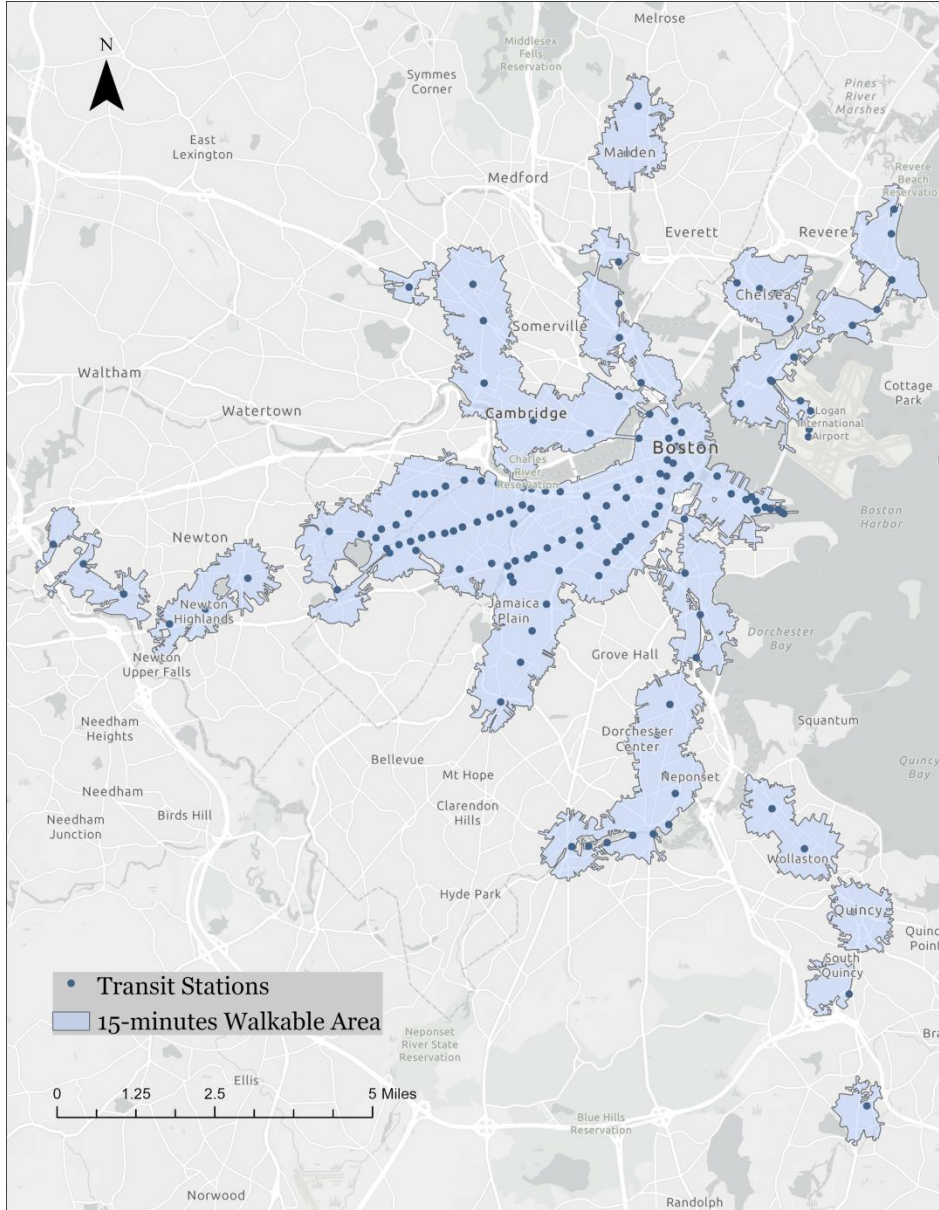 Melrose
N
Middlesex
Fells
Reservation
Symmes
Corner
Pines
River
Marshes
East
Lexington
Malden
Medford
Revere
Beach
Reservation
Everett
Revere
Chelsea
Somerville
Waltham
Cottage
Park
Watertown
Cambridge
Logan
International
Airport
Boston
Charles
River
Reservation
Boston
Harbor
Newton
Newton
Highlands
Jamaica
Plain
Dorchester
Bay
Grove Hall
Newton
Upper Falls
Needham
Heights
Squantum
Dorchester
Center
Bellevue
Quincy
Bay
Mt Hope
Neponset
Needham
Clarendon
Hills
Birds Hill
Needham
Junction
Wollaston
Hyde Park
Quincy
Quinc
Point
South
Quincy
Transit Stations
15-minutes Walkable Area
Neponset
River State
Reservation
Bra
0 1.25 2.5 5 Miles
Ellis
Blue Hills
Reservation
Norwood
Randolph